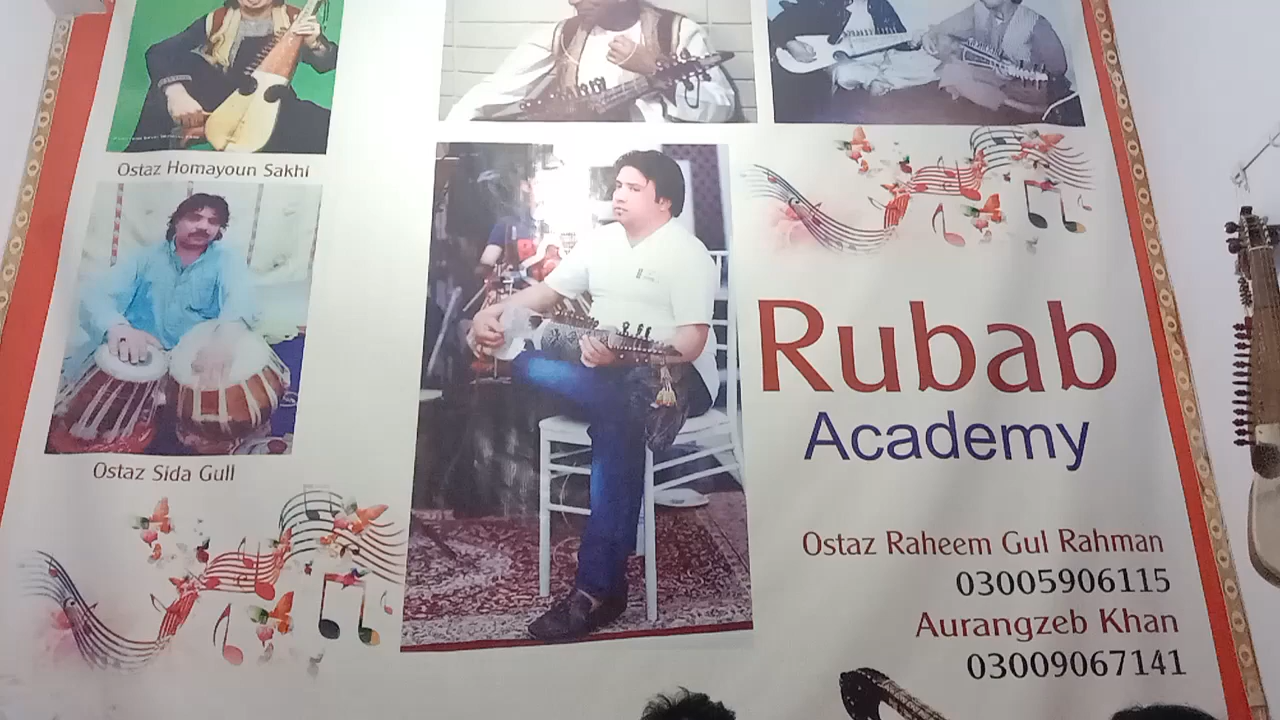 Ostaz Homayoun Sakhi
Ostaz Sida Gull
Rubab
Academy
Ostaz Raheem Gul Rahman
03005906115
Aurangzeb Khan
03009067141